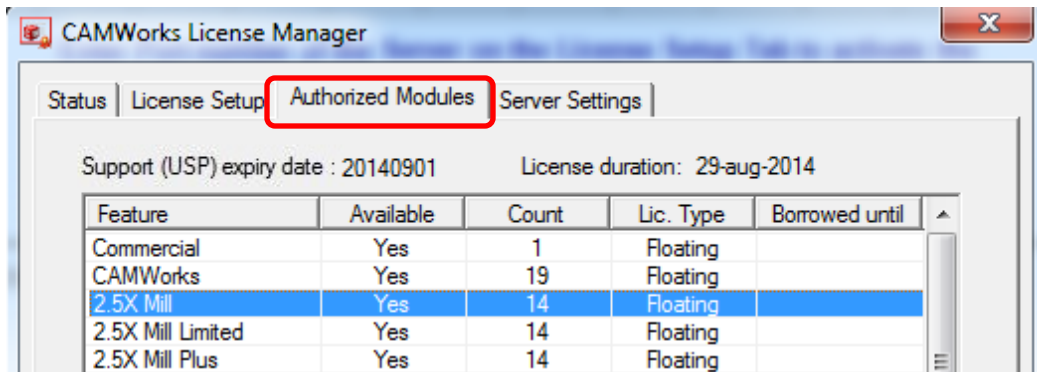 CAMWorks License Manager
Status License Setup Authorized Modules Server Settings
Support (USP) expiry date : 20140901 License duration: 29-aug-2014
Feature Available Count Lic. Type Borrowed until
Commercial Yes 1 Floating
CAMWorks Yes 19 Floating
2.5X Mill Yes 14 Floating
2.5X Mill Limited Yes 14 Floating
2.5X Mill Plus Yes 14 Floating